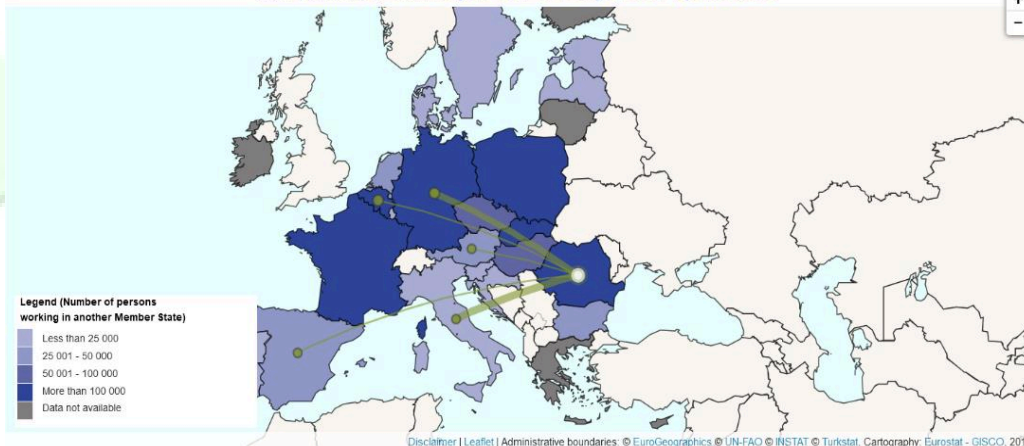 +
−
Legend (Number of persons
working in another Member State)
Less than 25 000
25 001 - 50 000
50 001 - 100 000
More than 100 000
Data not available
Disclaimer | Leaflet | Administrative boundaries: © EuroGeographics © UN-FAO © INSTAT © Turkstat, Cartography: Eurostat - GISCO, 201